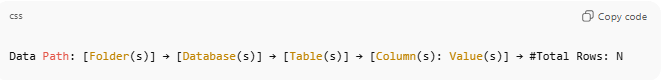 css
Copy code
Data Path: [Folder(s)] → [Database(s)] → [Table(s)] → [Column(s): Value(s)] → #Total Rows: N